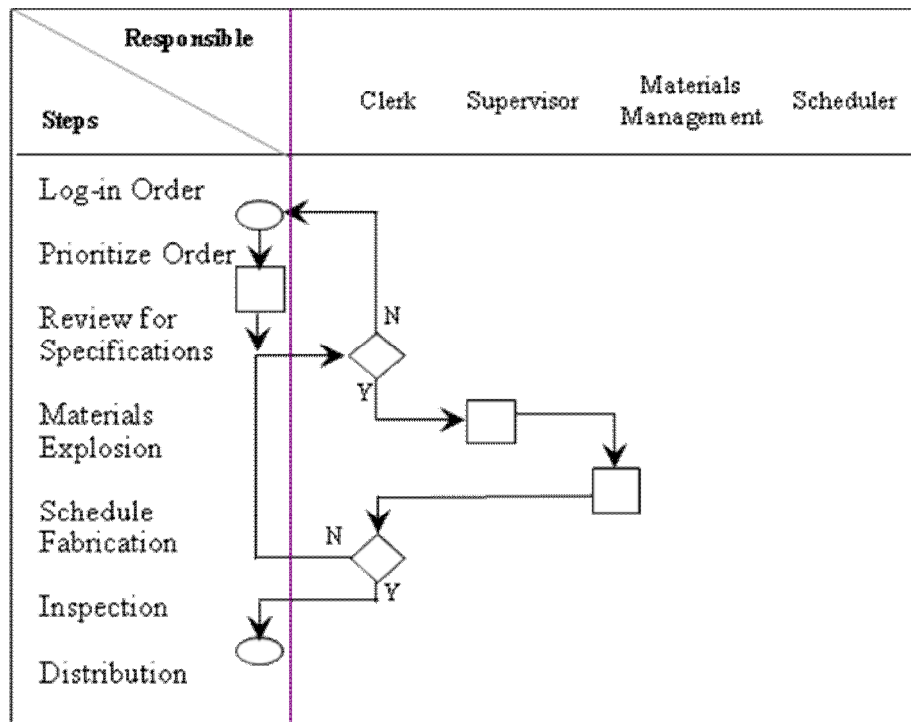 Responsible
Steps
Clerk
Supervisor
Materials
Management
Scheduler
Log-in Order
Prioritize Order
N
Review for
Specifications
Y
Materials
Explosion
Schedule
Fabrication
N
Y
Inspection
Distribution